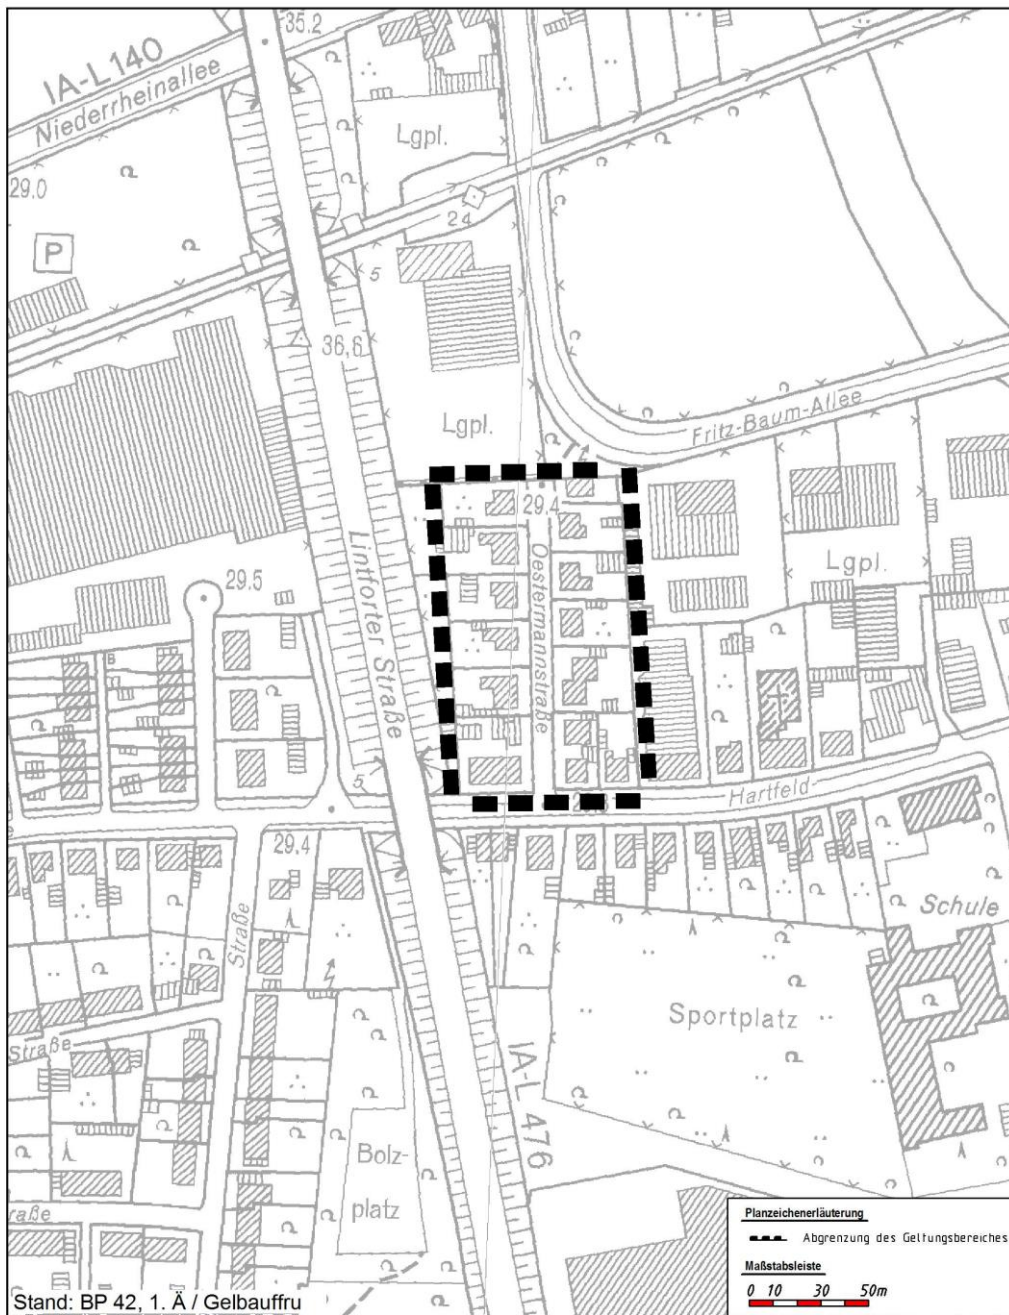 35.2
IA-L140
Niederrheinallee
Lgpl.
29.0
24
P
5
36,6
Fritz-Baum-Allee
Lgpl.
29.4
Oestermannstraße
Lintforter Straße
Lgpl.
29.5
5
Hartfeld
29,4
Straße
Schule
Sportplatz
Straße
IA-L 476
Bolz-
platz
Planzeichenerläuterung
Abgrenzung des Geltungsbereiches
Maßstabsleiste
0 10 30 50m
Stand: BP 42, 1. Ä / Gelbauffru